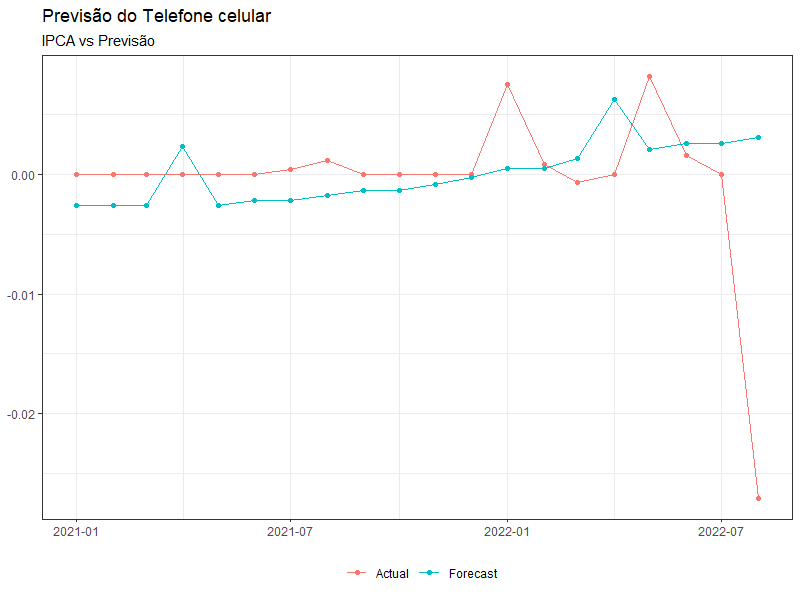 Previsão do Telefone celular
IPCA vs Previsão
0.00
-0.01
-0.02
2021-01 2021-07 2022-01 2022-07
Actual Forecast